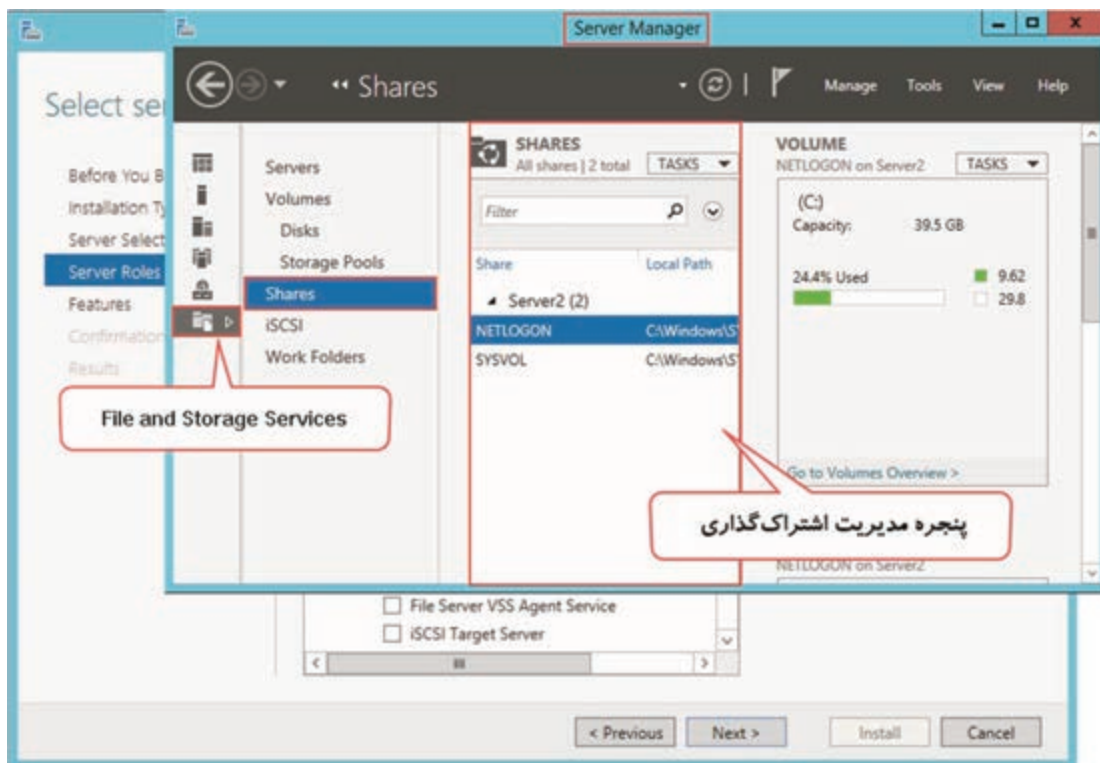 Server Manager
Shares
Manage Tools View Help
Select se
Before You B
Installation Ty
Server Select
Server Roles
Features
Confirmation
Results
Servers
Volumes
Disks
Storage Pools
Shares
iSCSI
Work Folders
File and Storage Services
SHARES
All shares | 2 total
TASKS
Filter
Share Local Path
Server2 (2)
NETLOGON C:\Windows\S
SYSVOL C:\Windows\S
VOLUME
NETLOGON on Server2
TASKS
(C:)
Capacity: 39.5 GB
24.4% Used 9.62
29.8
Go to Volumes Overview >
پنجره مدیریت اشتراک‌گذاری
NETLOGON on Server2
File Server VSS Agent Service
iSCSI Target Server
< Previous Next > Install Cancel